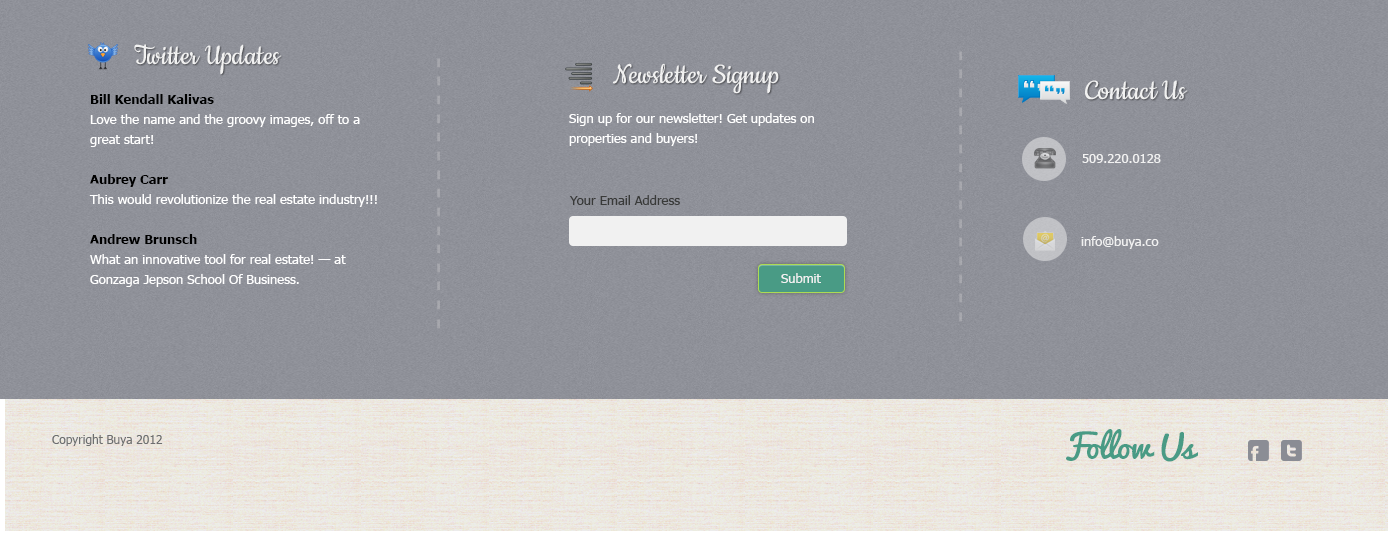 Twitter Updates
Bill Kendall Kalivas
Love the name and the groovy images, off to a
great start!
Aubrey Carr
This would revolutionize the real estate industry!!!
Andrew Brunsch
What an innovative tool for real estate! — at
Gonzaga Jepson School Of Business.
Newsletter Signup
Sign up for our newsletter! Get updates on
properties and buyers!
Your Email Address
Submit
Contact Us
509.220.0128
info@buya.co
Copyright Buya 2012
Follow Us